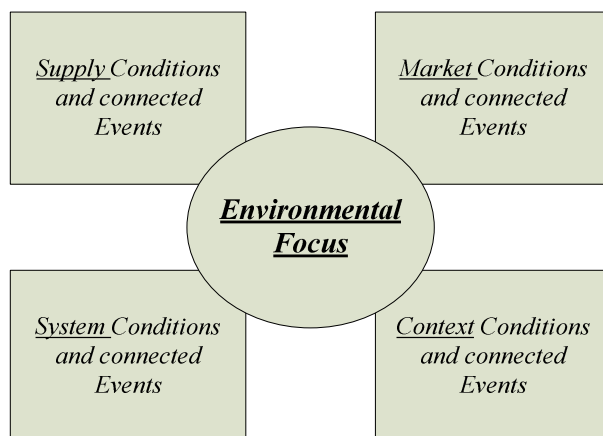 Supply Conditions
and connected
Events
Market Conditions
and connected
Events
Environmental
Focus
System Conditions
and connected
Events
Context Conditions
and connected
Events